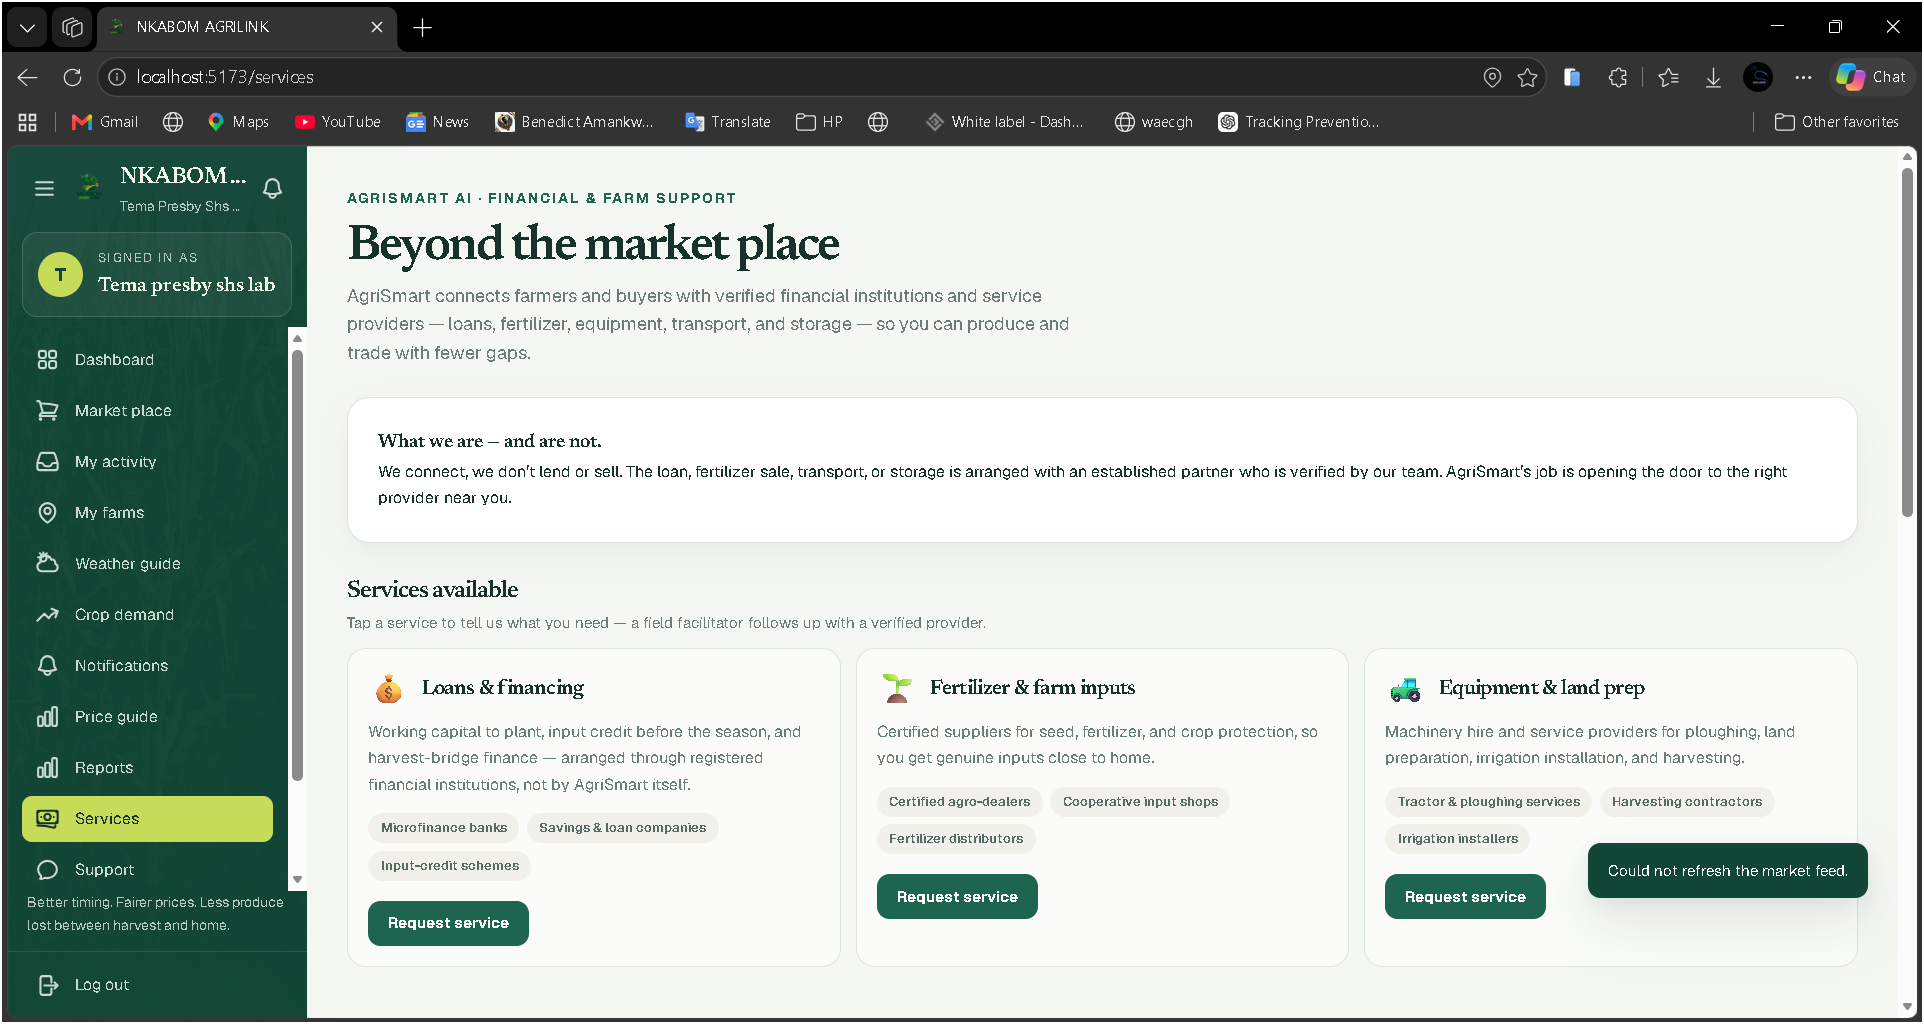 NKABOM AGRILINK
localhost:5173/services
Chat
Gmail
Maps
YouTube
News
Benedict Amankw...
Translate
HP
White label - Dash...
waecgh
Tracking Preventio...
Other favorites
NKABOM...
Tema Presby Shs ...
T
SIGNED IN AS
Tema presby shs lab
Dashboard
Market place
My activity
My farms
Weather guide
Crop demand
Notifications
Price guide
Reports
Services
Support
Better timing. Fairer prices. Less produce
lost between harvest and home.
Log out
AGRISMART AI · FINANCIAL & FARM SUPPORT
Beyond the market place
AgriSmart connects farmers and buyers with verified financial institutions and service
providers — loans, fertilizer, equipment, transport, and storage — so you can produce and
trade with fewer gaps.
What we are — and are not.
We connect, we don't lend or sell. The loan, fertilizer sale, transport, or storage is arranged with an established partner who is verified by our team. AgriSmart's job is opening the door to the right
provider near you.
Services available
Tap a service to tell us what you need — a field facilitator follows up with a verified provider.
Loans & financing
Working capital to plant, input credit before the season, and
harvest-bridge finance — arranged through registered
financial institutions, not by AgriSmart itself.
Microfinance banks
Savings & loan companies
Input-credit schemes
Request service
Fertilizer & farm inputs
Certified suppliers for seed, fertilizer, and crop protection, so
you get genuine inputs close to home.
Certified agro-dealers
Cooperative input shops
Fertilizer distributors
Request service
Equipment & land prep
Machinery hire and service providers for ploughing, land
preparation, irrigation installation, and harvesting.
Tractor & ploughing services
Harvesting contractors
Irrigation installers
Request service
Could not refresh the market feed.